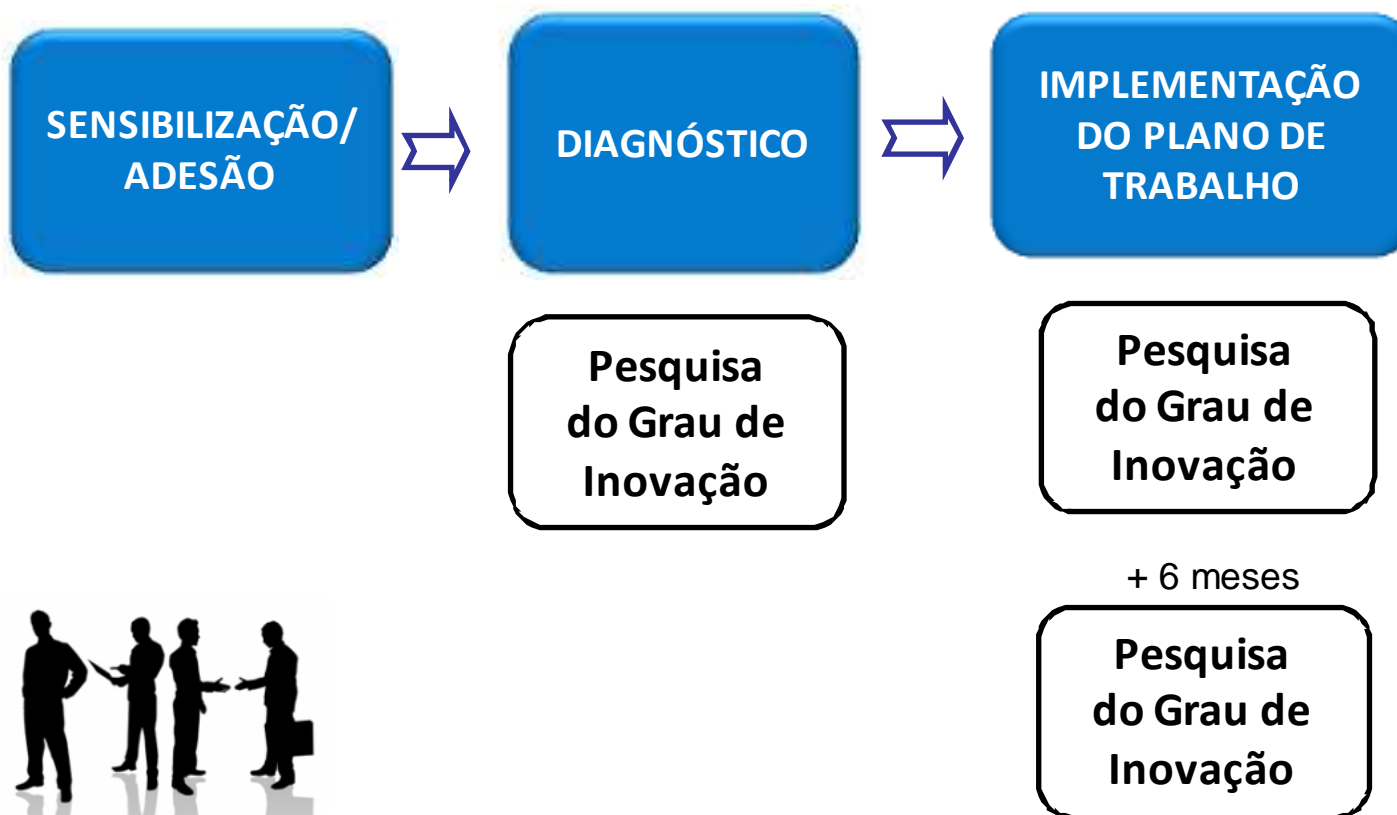 SENSIBILIZAÇÃO/
ADESÃO
DIAGNÓSTICO
IMPLEMENTAÇÃO
DO PLANO DE
TRABALHO
Pesquisa
do Grau de
Inovação
Pesquisa
do Grau de
Inovação
+ 6 meses
Pesquisa
do Grau de
Inovação